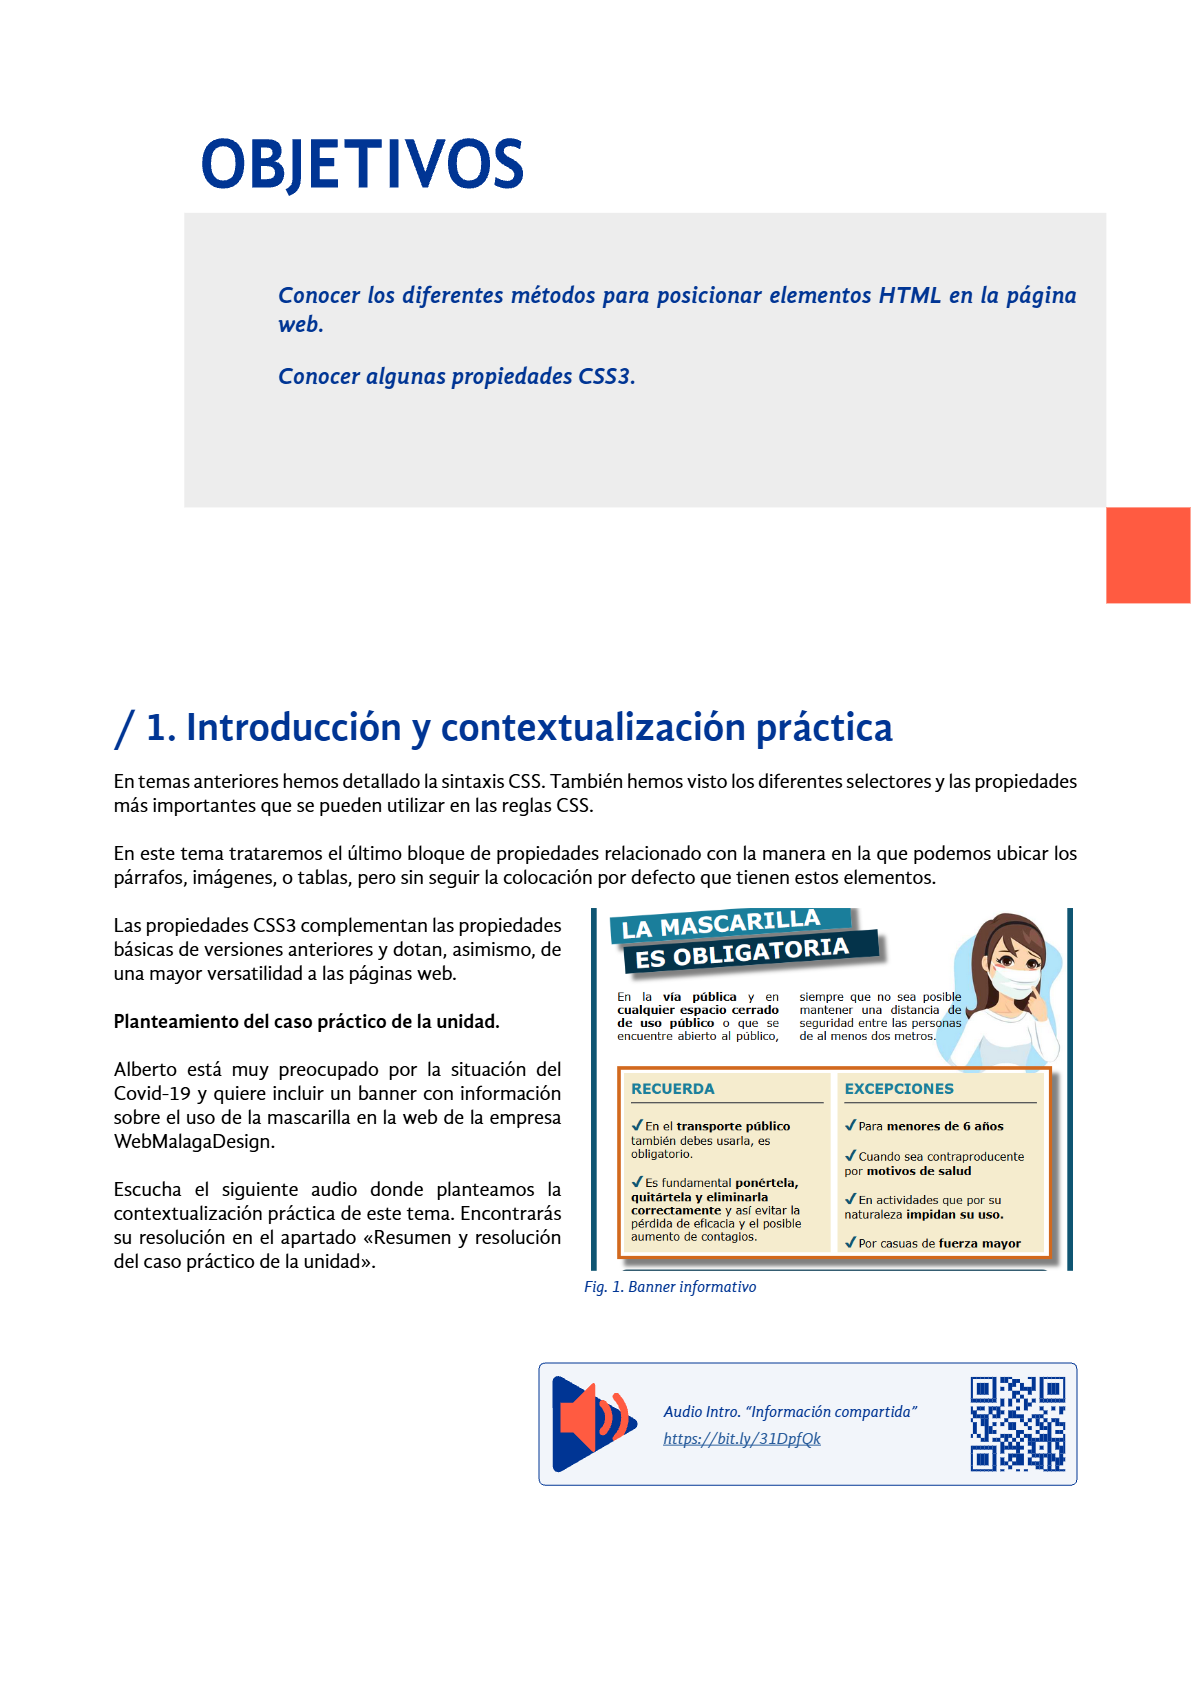 OBJETIVOS
Conocer los diferentes métodos para posicionar elementos HTML en la página
web.
Conocer algunas propiedades CSS3.
/ 1. Introducción y contextualización práctica
En temas anteriores hemos detallado la sintaxis CSS. También hemos visto los diferentes selectores y las propiedades
más importantes que se pueden utilizar en las reglas CSS.
En este tema trataremos el último bloque de propiedades relacionado con la manera en la que podemos ubicar los
párrafos, imágenes, o tablas, pero sin seguir la colocación por defecto que tienen estos elementos.
Las propiedades CSS3 complementan las propiedades
básicas de versiones anteriores y dotan, asimismo, de
una mayor versatilidad a las páginas web.
Planteamiento del caso práctico de la unidad.
Alberto está muy preocupado por la situación del
Covid-19 y quiere incluir un banner con información
sobre el uso de la mascarilla en la web de la empresa
WebMalagaDesign.
Escucha el siguiente audio donde planteamos la
contextualización práctica de este tema. Encontrarás
su resolución en el apartado «Resumen y resolución
del caso práctico de la unidad».
LA MASCARILLA
ES OBLIGATORIA
En la vía pública y en
cualquier espacio cerrado
de uso público o que se
encuentre abierto al público,
siempre que no sea posible
mantener una distancia de
seguridad entre las personas
de al menos dos metros.
RECUERDA
✔En el transporte público
también debes usarla, es
obligatorio.
✔Es fundamental ponértela,
quitártela y eliminarla
correctamente y así evitar la
pérdida de eficacia y el posible
aumento de contagios.
EXCEPCIONES
✔Para menores de 6 años
✔Cuando sea contraproducente
por motivos de salud
✔En actividades que por su
naturaleza impidan su uso.
✔Por casuas de fuerza mayor
Fig. 1. Banner informativo
Audio Intro. “Información compartida”
https://bit.ly/31DpfQk